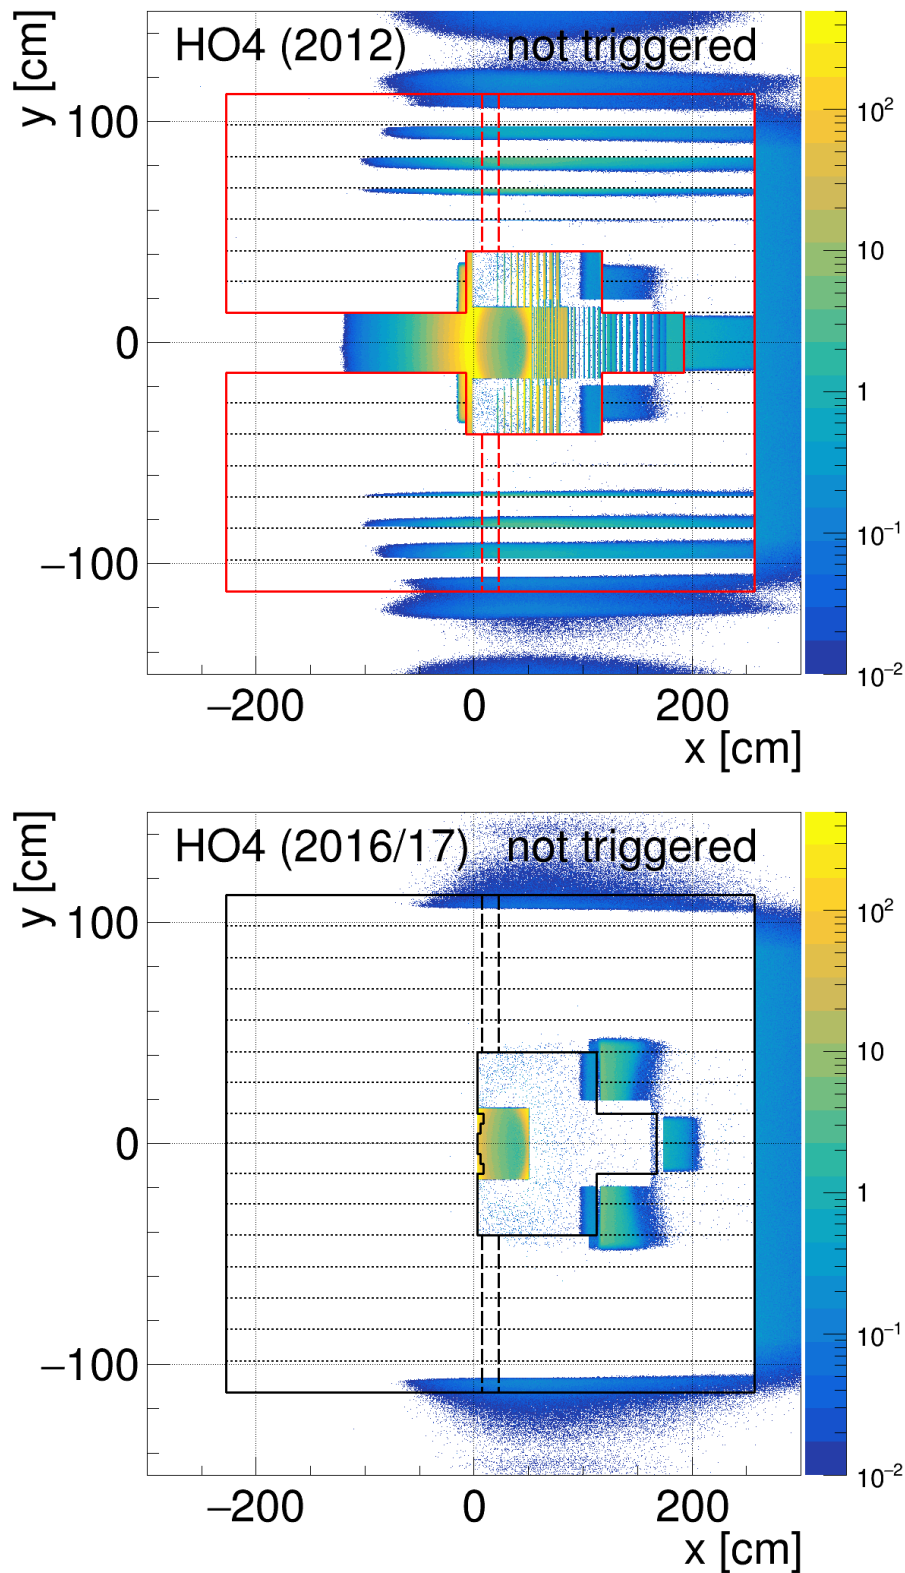 HO4 (2012) not triggered
y [cm]
100
0
−100
−200 0 200
x [cm]
10²
10
1
10⁻¹
10⁻²
HO4 (2016/17) not triggered
y [cm]
100
0
−100
−200 0 200
x [cm]
10²
10
1
10⁻¹
10⁻²